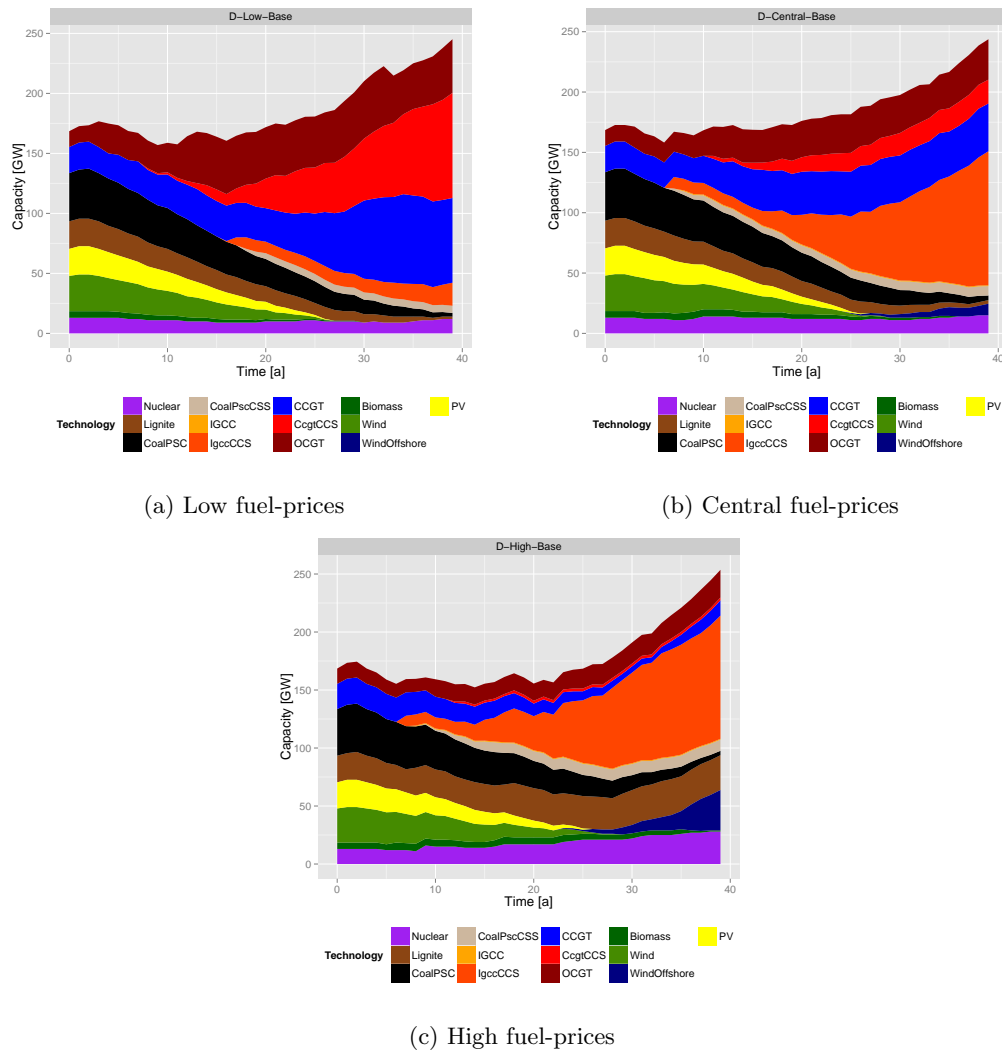 D-Low-Base
Capacity [GW]
250
200
150
100
50
0
0 10 20 30 40
Time [a]
Technology
Nuclear CoalPscCSS CCGT Biomass PV
Lignite IGCC CcgtCCS Wind
CoalPSC IgccCCS OCGT WindOffshore
(a) Low fuel-prices
D-Central-Base
Capacity [GW]
250
200
150
100
50
0
0 10 20 30 40
Time [a]
Technology
Nuclear CoalPscCSS CCGT Biomass PV
Lignite IGCC CcgtCCS Wind
CoalPSC IgccCCS OCGT WindOffshore
(b) Central fuel-prices
D-High-Base
Capacity [GW]
250
200
150
100
50
0
0 10 20 30 40
Time [a]
Technology
Nuclear CoalPscCSS CCGT Biomass PV
Lignite IGCC CcgtCCS Wind
CoalPSC IgccCCS OCGT WindOffshore
(c) High fuel-prices